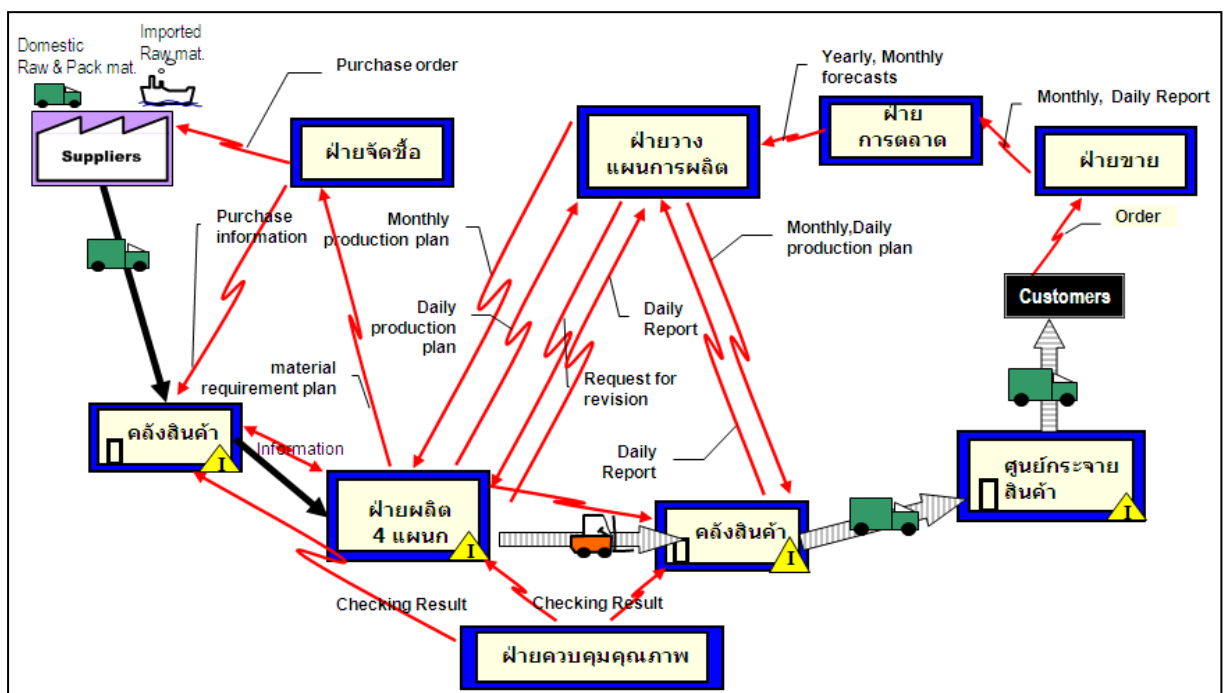 Domestic
Raw & Pack mat.
Imported
Raw mat.
Purchase order
Yearly, Monthly
forecasts
Monthly, Daily Report
Suppliers
ฝ่ายจัดซื้อ
ฝ่ายวาง
แผนการผลิต
ฝ่าย
การตลาด
ฝ่ายขาย
Purchase
information
Monthly
production plan
Monthly,Daily
production plan
Order
Customers
Daily
production
plan
Daily
Report
material
requirement plan
Request for
revision
Daily
Report
คลังสินค้า
I
Information
ฝ่ายผลิต
4 แผนก
I
คลังสินค้า
I
ศูนย์กระจาย
สินค้า
I
Checking Result
Checking Result
ฝ่ายควบคุมคุณภาพ